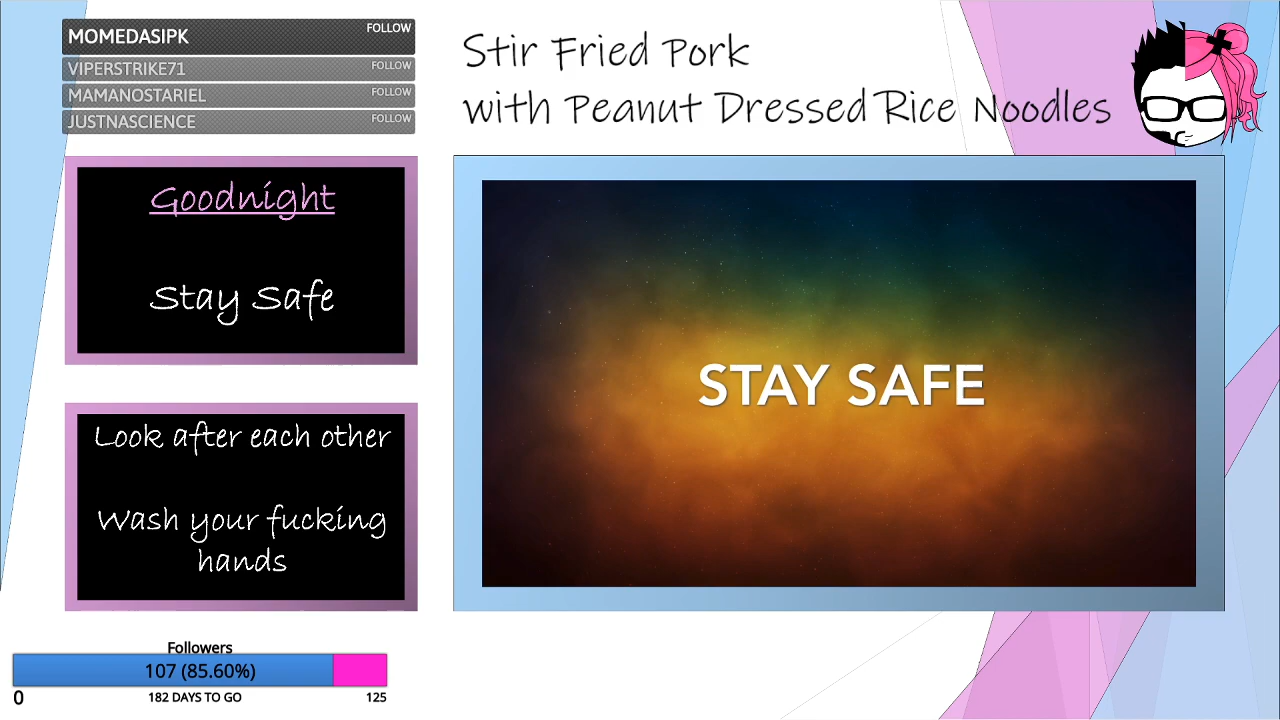 MOMEDASIPK FOLLOW
VIPERSTRIKE71 FOLLOW
MAMANOSTARIEL FOLLOW
JUSTNASCIENCE FOLLOW
Stir Fried Pork
with Peanut Dressed Rice Noodles
Goodnight
Stay Safe
Look after each other
Wash your fucking
hands
STAY SAFE
Followers
107 (85.60%)
0 182 DAYS TO GO 125